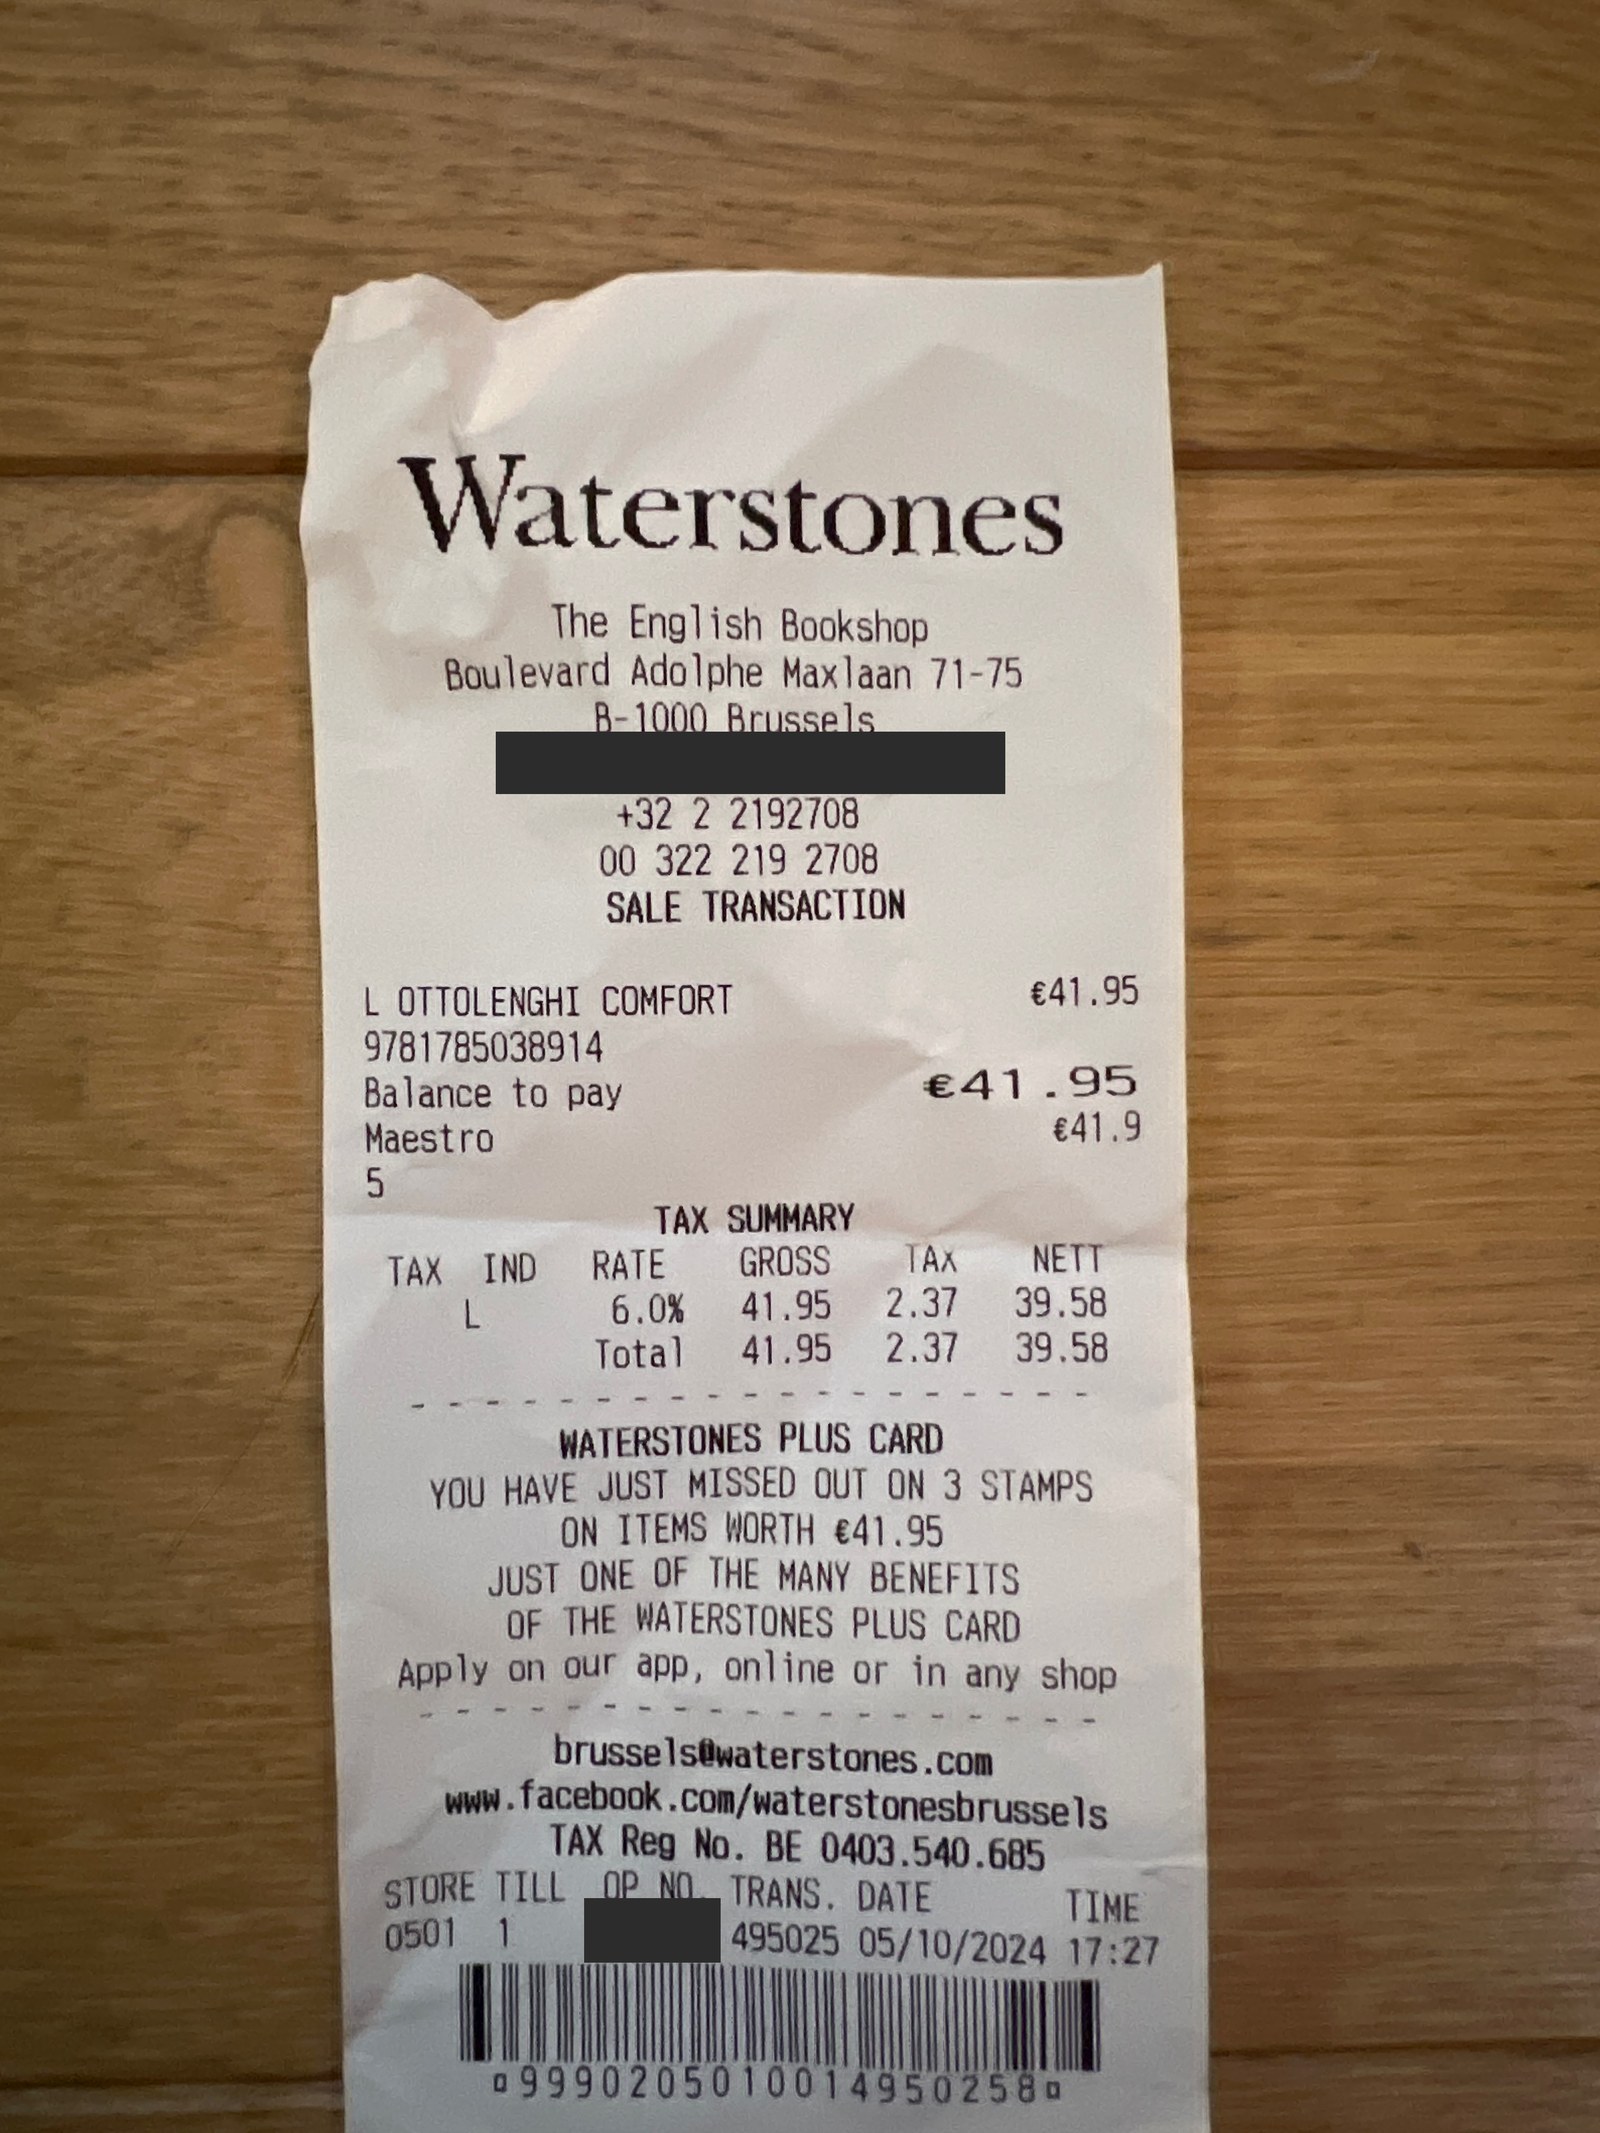 Waterstones
The English Bookshop
Boulevard Adolphe Maxlaan 71-75
B-1000 Brussels
+32 2 2192708
00 322 219 2708
SALE TRANSACTION
L OTTOLENGHI COMFORT €41.95
9781785038914
Balance to pay €41.95
Maestro €41.9
5
TAX SUMMARY
TAX IND RATE GROSS TAX NETT
L 6.0% 41.95 2.37 39.58
Total 41.95 2.37 39.58
- - - - - - - - - - - - - - - - - - -
WATERSTONES PLUS CARD
YOU HAVE JUST MISSED OUT ON 3 STAMPS
ON ITEMS WORTH €41.95
JUST ONE OF THE MANY BENEFITS
OF THE WATERSTONES PLUS CARD
Apply on our app, online or in any shop
- - - - - - - - - - - - - - - - - - -
brussels@waterstones.com
www.facebook.com/waterstonesbrussels
TAX Reg No. BE 0403.540.685
STORE TILL OP NO. TRANS. DATE TIME
0501 1 495025 05/10/2024 17:27
9990205010014950258